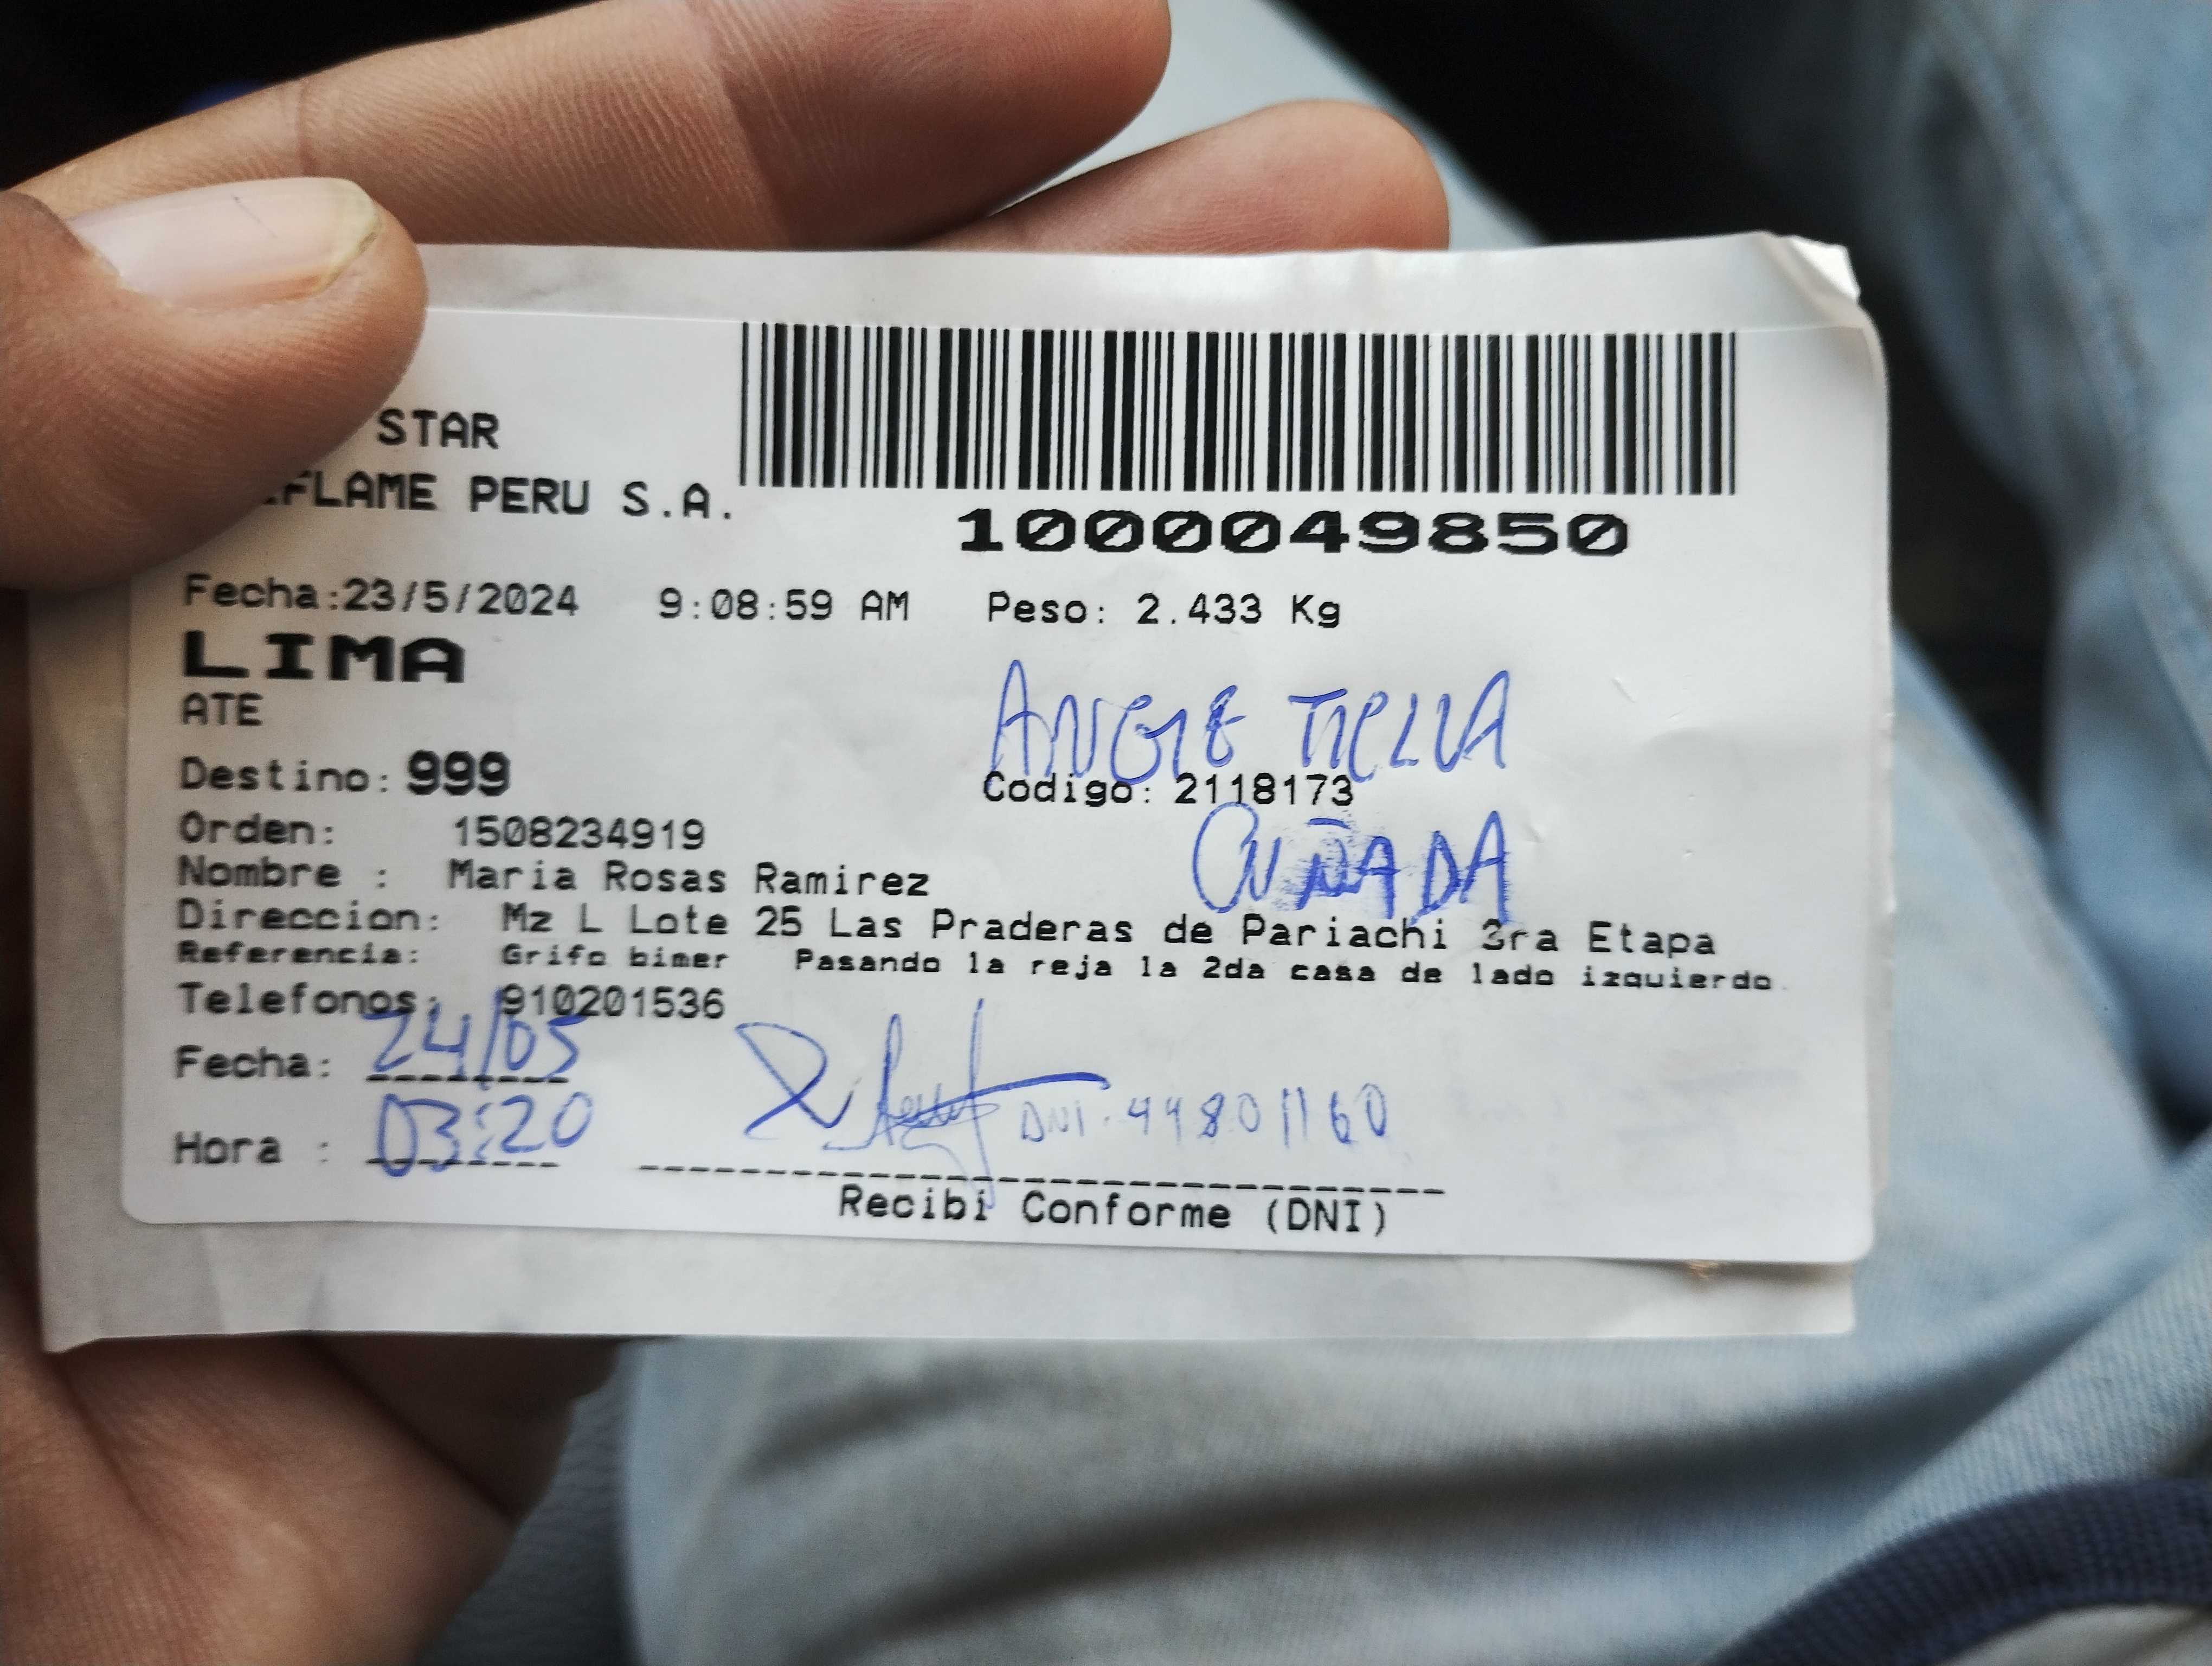 STAR
FLAME PERU S.A.
1000049850
Fecha:23/5/2024 9:08:59 AM Peso: 2.433 Kg
LIMA
ATE
ANGIE
Destino: 999
Codigo: 2118173
Orden: 1508234919
CUÑADA
Nombre : Maria Rosas Ramirez
Direccion: Mz L Lote 25 Las Praderas de Pariachi 3ra Etapa
Referencia: Grifo bimer Pasando la reja la 2da casa de lado izquierdo.
Telefonos: 910201536
Fecha: 24/05
Hora : 03:20
DNI. 44801160
Recibi Conforme (DNI)